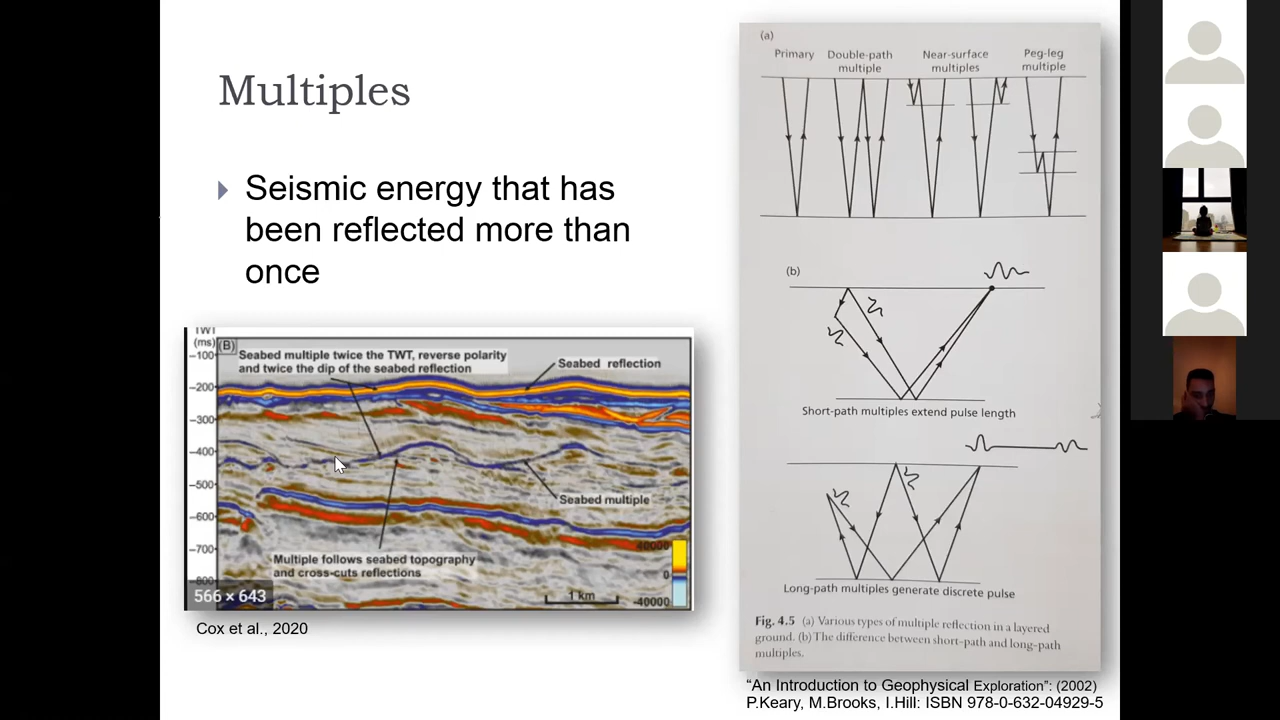 Multiples
Seismic energy that has
been reflected more than
once
TWT
(ms)
(B)
-100
-200
-300
-400
-500
-600
-700
-800
Seabed multiple twice the TWT, reverse polarity
and twice the dip of the seabed reflection
Seabed reflection
Seabed multiple
Multiple follows seabed topography
and cross-cuts reflections
1 km
40000
0
-40000
566 × 643
Cox et al., 2020
(a)
Primary
Double-path
multiple
Near-surface
multiples
Peg-leg
multiple
(b)
Short-path multiples extend pulse length
Long-path multiples generate discrete pulse
Fig. 4.5 (a) Various types of multiple reflection in a layered
ground. (b) The difference between short-path and long-path
multiples.
“An Introduction to Geophysical Exploration”: (2002)
P.Keary, M.Brooks, I.Hill: ISBN 978-0-632-04929-5